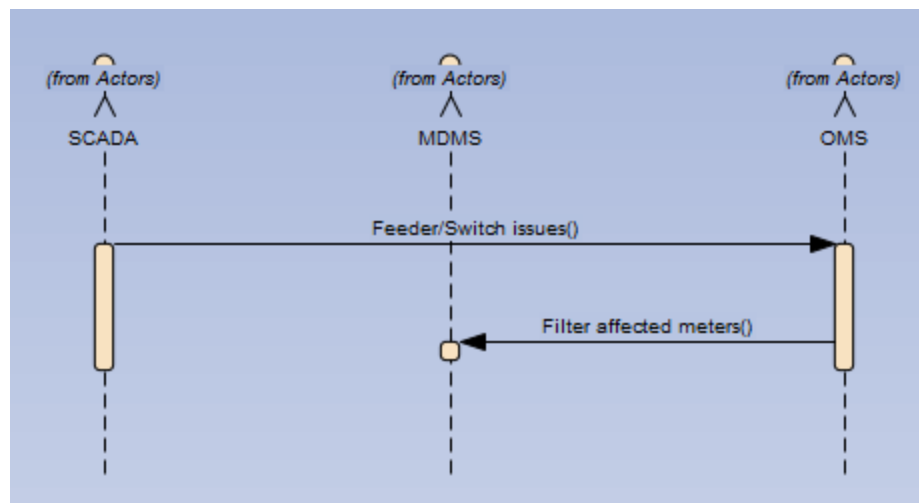 (from Actors)
(from Actors)
(from Actors)
SCADA
MDMS
OMS
Feeder/Switch issues()
Filter affected meters()